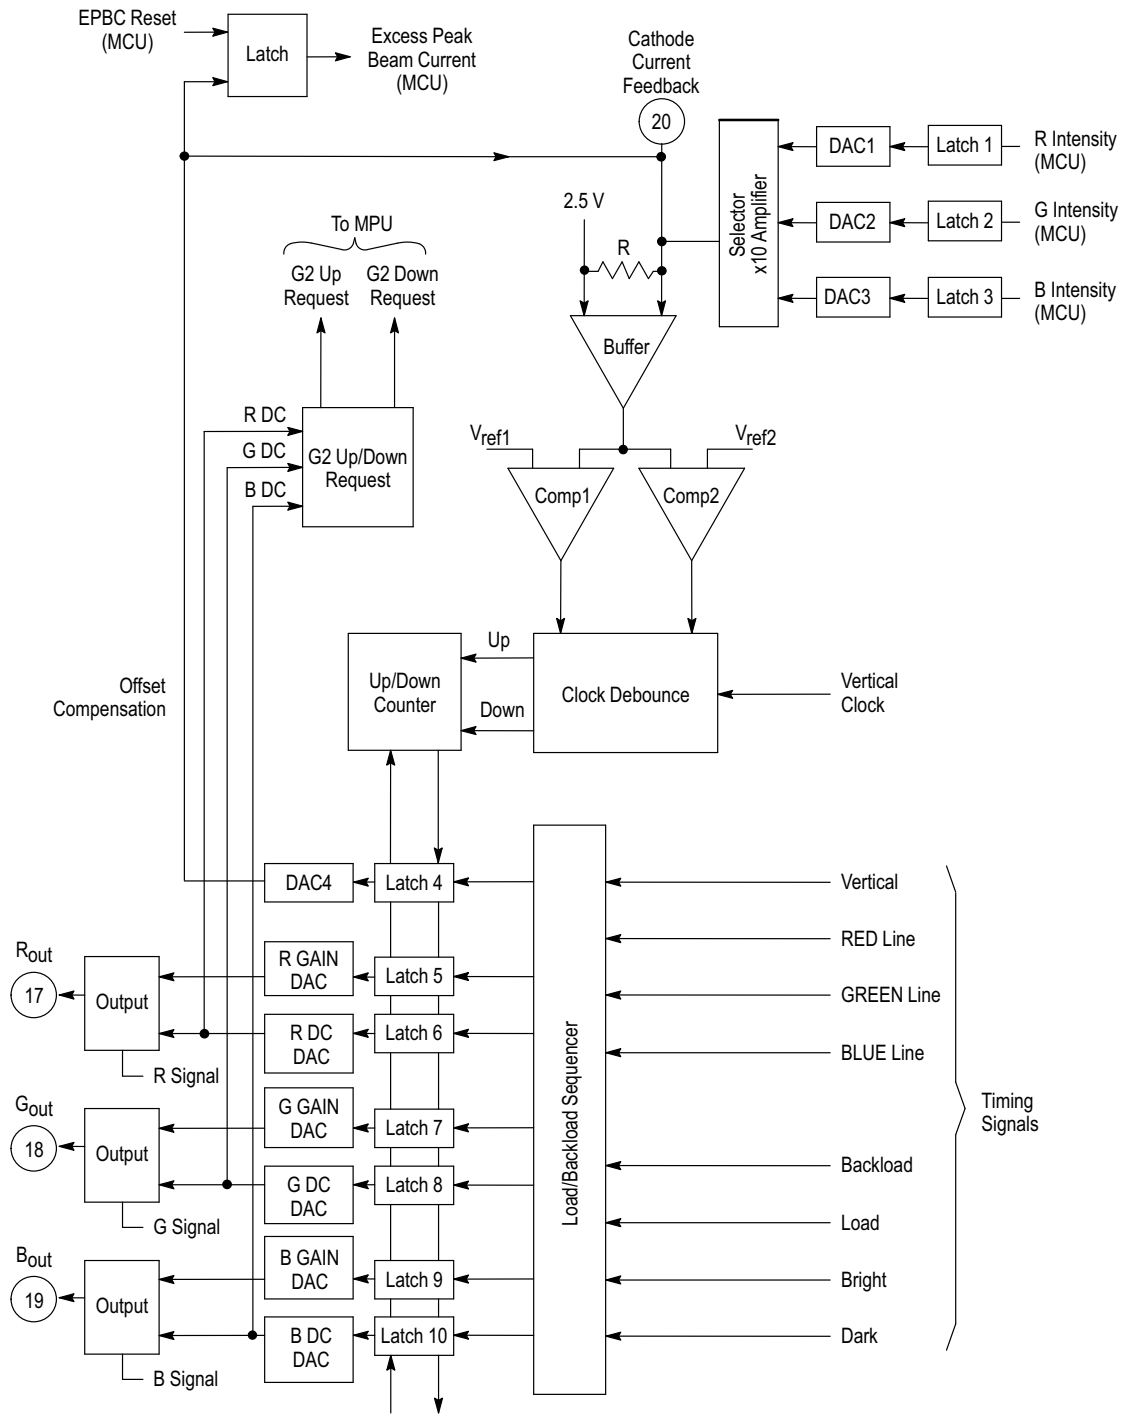 EPBC Reset
(MCU)
Latch
Excess Peak
Beam Current
(MCU)
Cathode
Current
Feedback
20
Selector
x10 Amplifier
DAC1
Latch 1
R Intensity
(MCU)
DAC2
Latch 2
G Intensity
(MCU)
DAC3
Latch 3
B Intensity
(MCU)
2.5 V
R
Buffer
To MPU
G2 Up
Request
G2 Down
Request
R DC
G DC
B DC
G2 Up/Down
Request
Vref1
Vref2
Comp1
Comp2
Up
Down
Up/Down
Counter
Clock Debounce
Vertical
Clock
Offset
Compensation
DAC4
Latch 4
Load/Backload Sequencer
Vertical
RED Line
GREEN Line
BLUE Line
Backload
Load
Bright
Dark
Timing
Signals
Rout
17
Output
R GAIN
DAC
Latch 5
R DC
DAC
Latch 6
R Signal
Gout
18
Output
G GAIN
DAC
Latch 7
G DC
DAC
Latch 8
G Signal
Bout
19
Output
B GAIN
DAC
Latch 9
B DC
DAC
Latch 10
B Signal